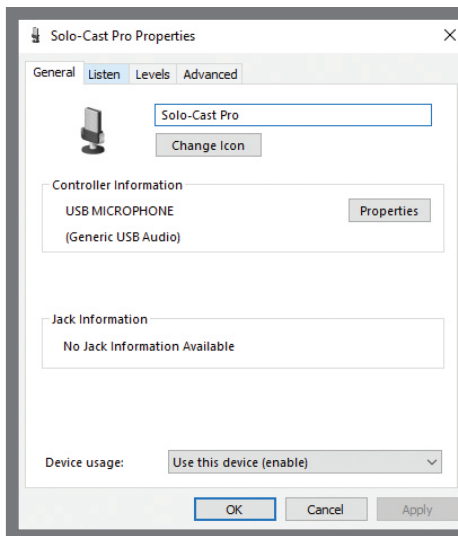 Solo-Cast Pro Properties
General Listen Levels Advanced
Solo-Cast Pro
Change Icon
Controller Information
USB MICROPHONE
Properties
(Generic USB Audio)
Jack Information
No Jack Information Available
Device usage:
Use this device (enable)
OK Cancel Apply